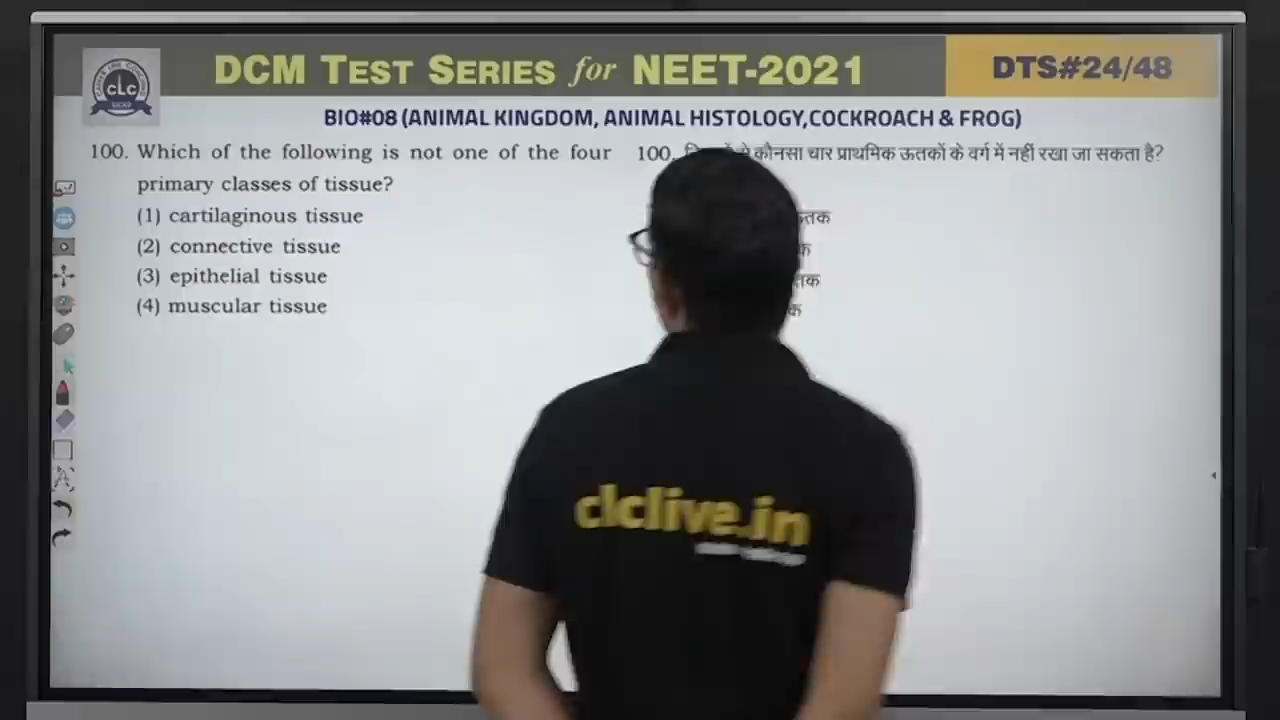 DCM TEST SERIES for NEET-2021
DTS#24/48
CLC
BIO#08 (ANIMAL KINGDOM, ANIMAL HISTOLOGY,COCKROACH & FROG)
100. Which of the following is not one of the four
primary classes of tissue?
(1) cartilaginous tissue
(2) connective tissue
(3) epithelial tissue
(4) muscular tissue
100. कौनसा चार प्राथमिक ऊतकों के वर्ग में नहीं रखा जा सकता है?
clclive.in